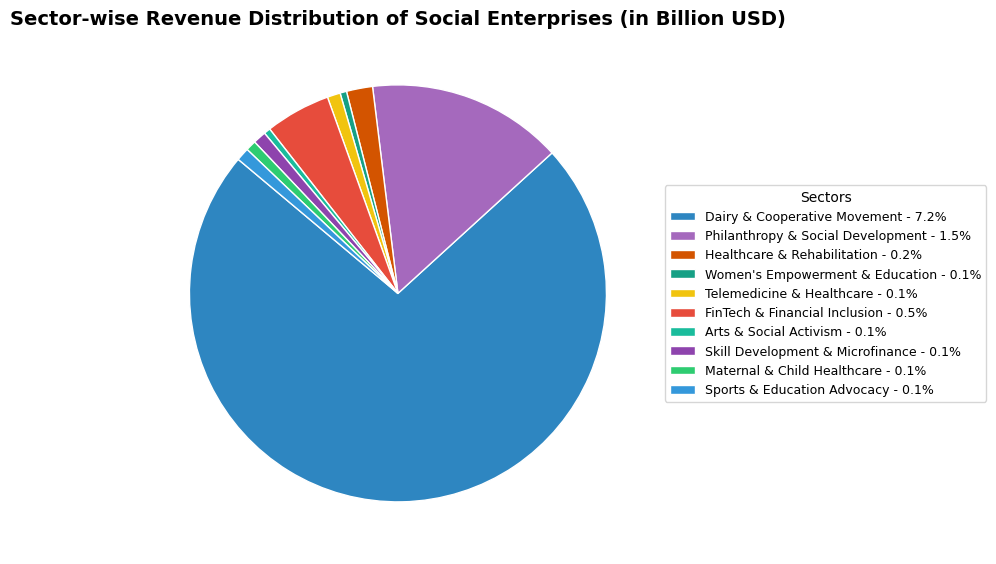 Sector-wise Revenue Distribution of Social Enterprises (in Billion USD)
Sectors
Dairy & Cooperative Movement - 7.2%
Philanthropy & Social Development - 1.5%
Healthcare & Rehabilitation - 0.2%
Women's Empowerment & Education - 0.1%
Telemedicine & Healthcare - 0.1%
FinTech & Financial Inclusion - 0.5%
Arts & Social Activism - 0.1%
Skill Development & Microfinance - 0.1%
Maternal & Child Healthcare - 0.1%
Sports & Education Advocacy - 0.1%